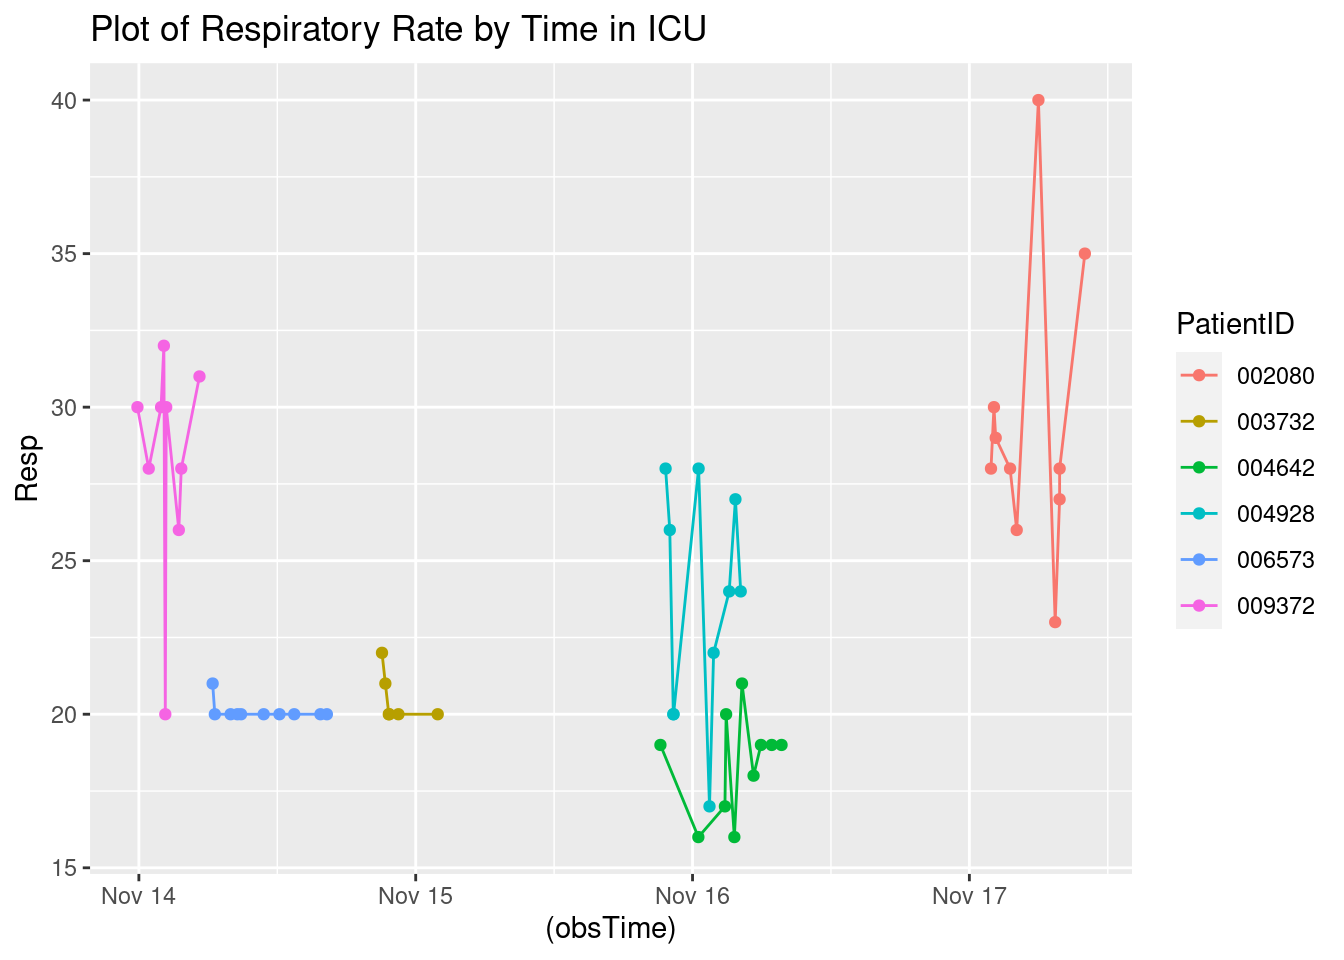 Plot of Respiratory Rate by Time in ICU
40
35
30
25
20
15
Resp
Nov 14
Nov 15
Nov 16
Nov 17
(obsTime)
PatientID
002080
003732
004642
004928
006573
009372